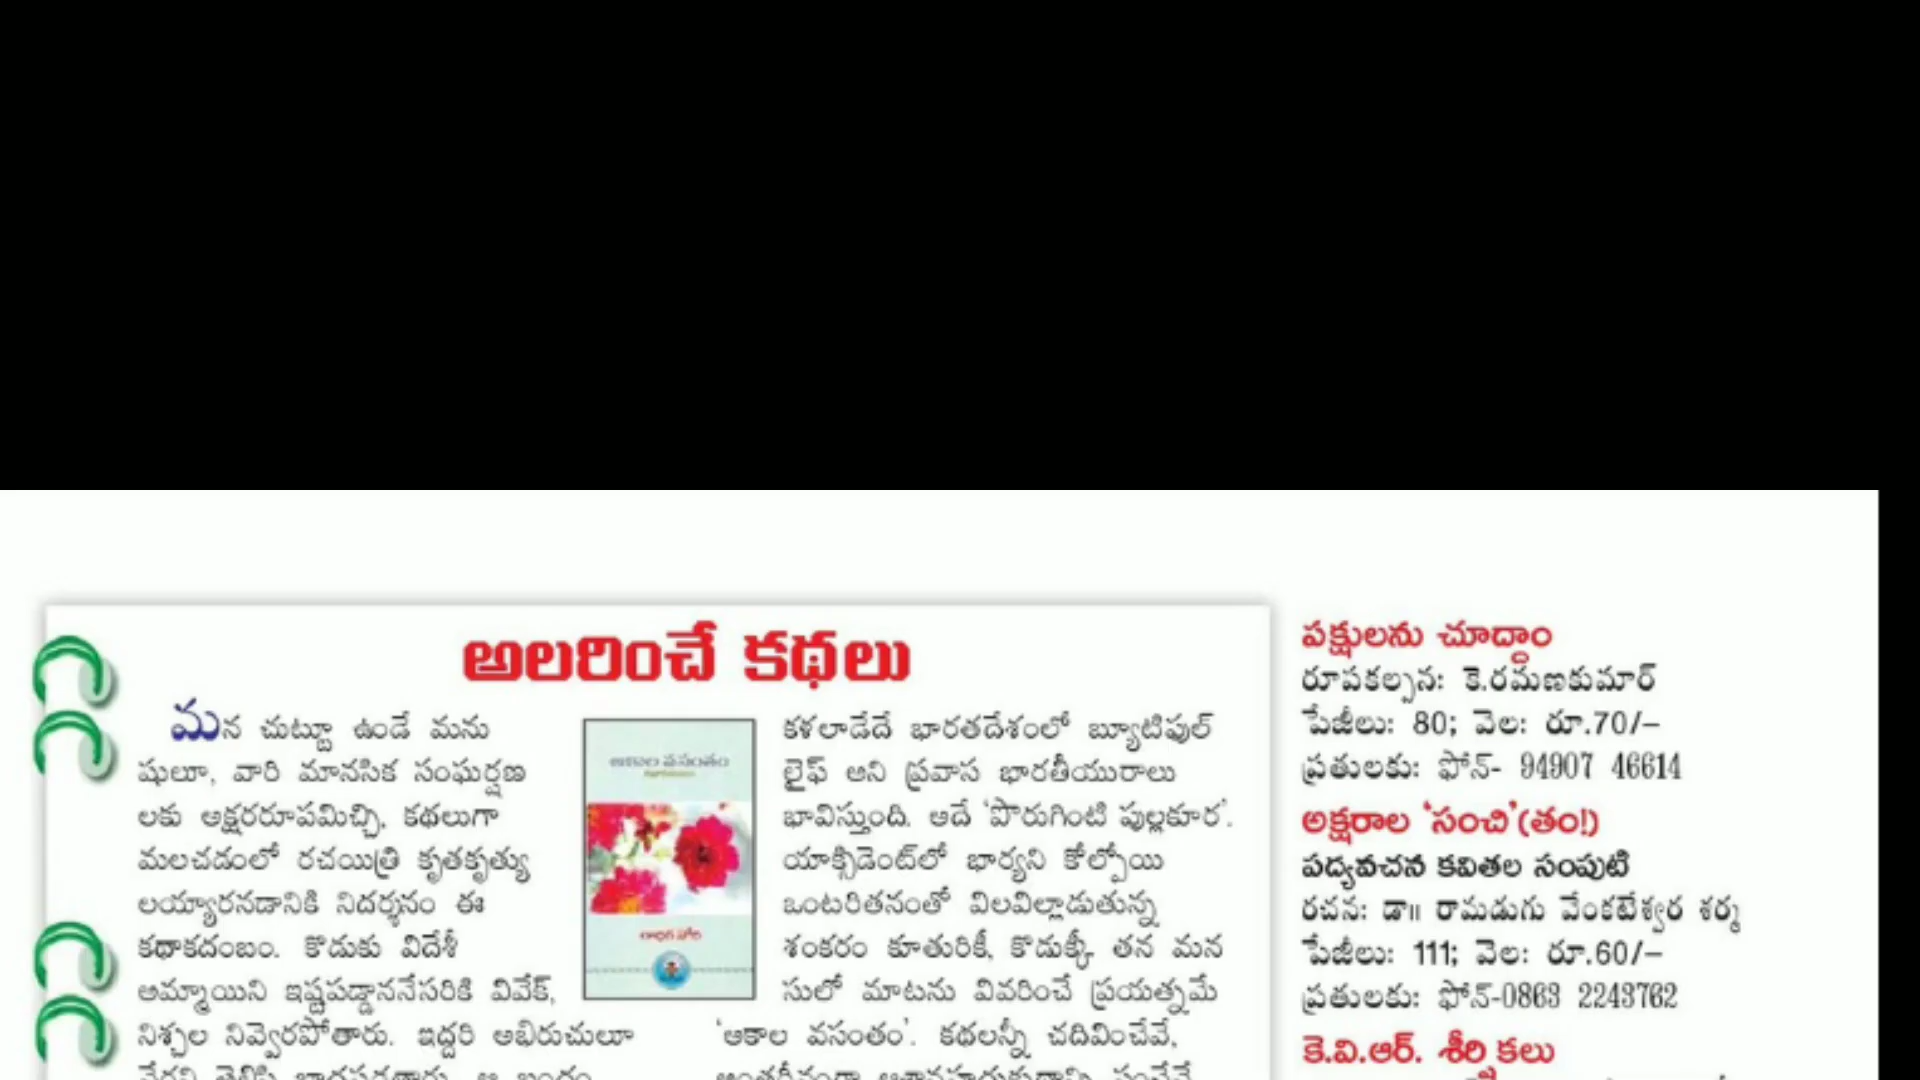 అలరించే కథలు
మన చుట్టూ ఉండే మను
షులూ, వారి మానసిక సంఘర్షణ
లకు అక్షరరూపమిచ్చి, కథలుగా
మలచడంలో రచయిత్రి కృతకృత్యు
లయ్యారనడానికి నిదర్శనం ఈ
కథాకదంబం. కొడుకు విదేశీ
అమ్మాయిని ఇష్టపడ్డాననేసరికి వివేక్,
నిశ్చల నివ్వెరపోతారు. ఇద్దరి అభిరుచులూ
అకాల వసంతం
కళలాడేదే భారతదేశంలో బ్యూటిఫుల్
లైఫ్ అని ప్రవాస భారతీయురాలు
భావిస్తుంది. అదే 'పొరుగింటి పుల్లకూర'.
యాక్సిడెంట్‌లో భార్యని కోల్పోయి
ఒంటరితనంతో విలవిల్లాడుతున్న
శంకరం కూతురికీ, కొడుక్కీ తన మన
సులో మాటను వివరించే ప్రయత్నమే
'అకాల వసంతం'. కథలన్నీ చదివించేవే,
పక్షులను చూద్దాం
రూపకల్పన: కె.రమణకుమార్
పేజీలు: 80; వెల: రూ.70/–
ప్రతులకు: ఫోన్- 94907 46614
అక్షరాల 'సంచి'(తం!)
పద్యవచన కవితల సంపుటి
రచన: డా॥ రామడుగు వేంకటేశ్వర శర్మ
పేజీలు: 111; వెల: రూ.60/–
ప్రతులకు: ఫోన్-0863 2243762
కె.వి.ఆర్. శీర్షికలు